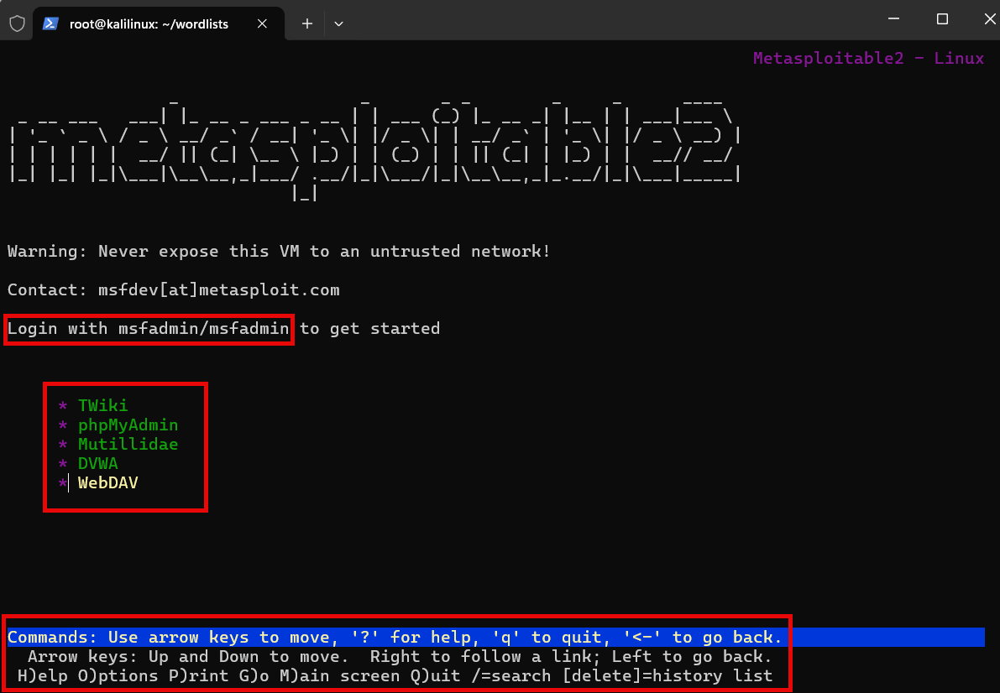 root@kalilinux: ~/wordlists
Metasploitable2 - Linux
                _                  _       _ _        _     _      ____
 _ __ ___   ___| |_ __ _ ___ _ __ | | ___ (_) |_ __ _| |__ | | ___|___ \
| '_ ` _ \ / _ \ __/ _` / __| '_ \| |/ _ \| | __/ _` | '_ \| |/ _ \ __) |
| | | | | |  __/ || (_| \__ \ |_) | | (_) | | || (_| | |_) | |  __// __/
|_| |_| |_|\___|\__\__,_|___/ .__/|_|\___/|_|\__\__,_|_.__/|_|\___|_____|
                            |_|
Warning: Never expose this VM to an untrusted network!
Contact: msfdev[at]metasploit.com
Login with msfadmin/msfadmin to get started
* TWiki
* phpMyAdmin
* Mutillidae
* DVWA
* WebDAV
Commands: Use arrow keys to move, '?' for help, 'q' to quit, '<-' to go back.
Arrow keys: Up and Down to move.  Right to follow a link; Left to go back.
H)elp O)ptions P)rint G)o M)ain screen Q)uit /=search [delete]=history list